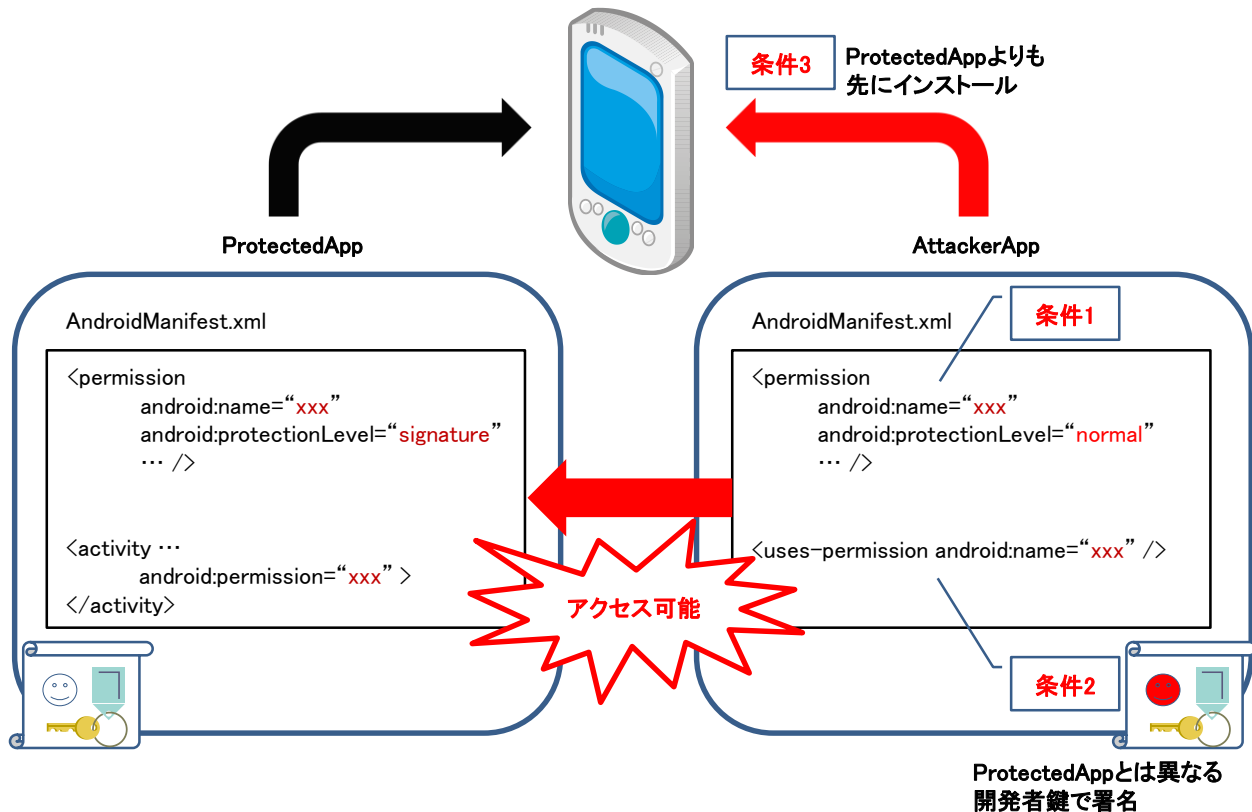 条件3
ProtectedAppよりも
先にインストール
ProtectedApp
AttackerApp
AndroidManifest.xml
<permission
android:name=“xxx”
android:protectionLevel=“signature”
… />
<activity …
android:permission=“xxx” >
</activity>
アクセス可能
AndroidManifest.xml
条件1
<permission
android:name=“xxx”
android:protectionLevel=“normal”
… />
<uses-permission android:name=“xxx” />
条件2
ProtectedAppとは異なる
開発者鍵で署名